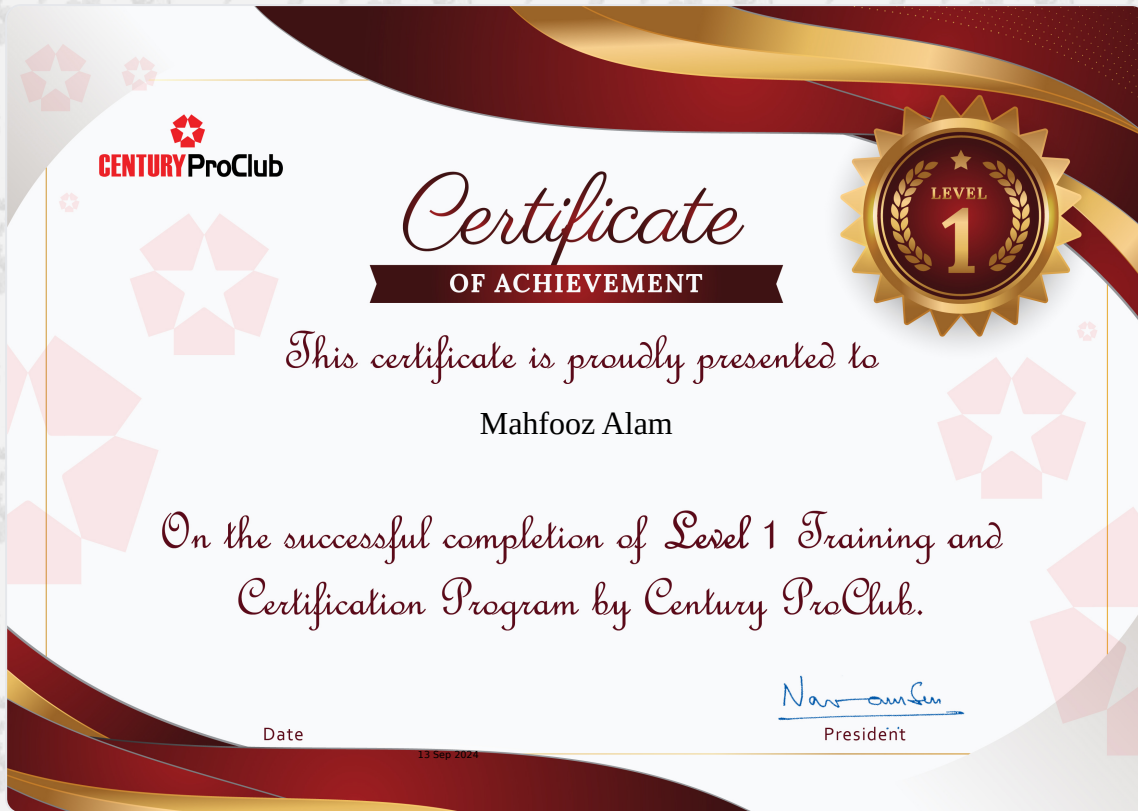 CENTURY ProClub
LEVEL
1
Certificate
OF ACHIEVEMENT
This certificate is proudly presented to
Mahfooz Alam
On the successful completion of Level 1 Training and
Certification Program by Century ProClub.
Date
President
13 Sep 2024